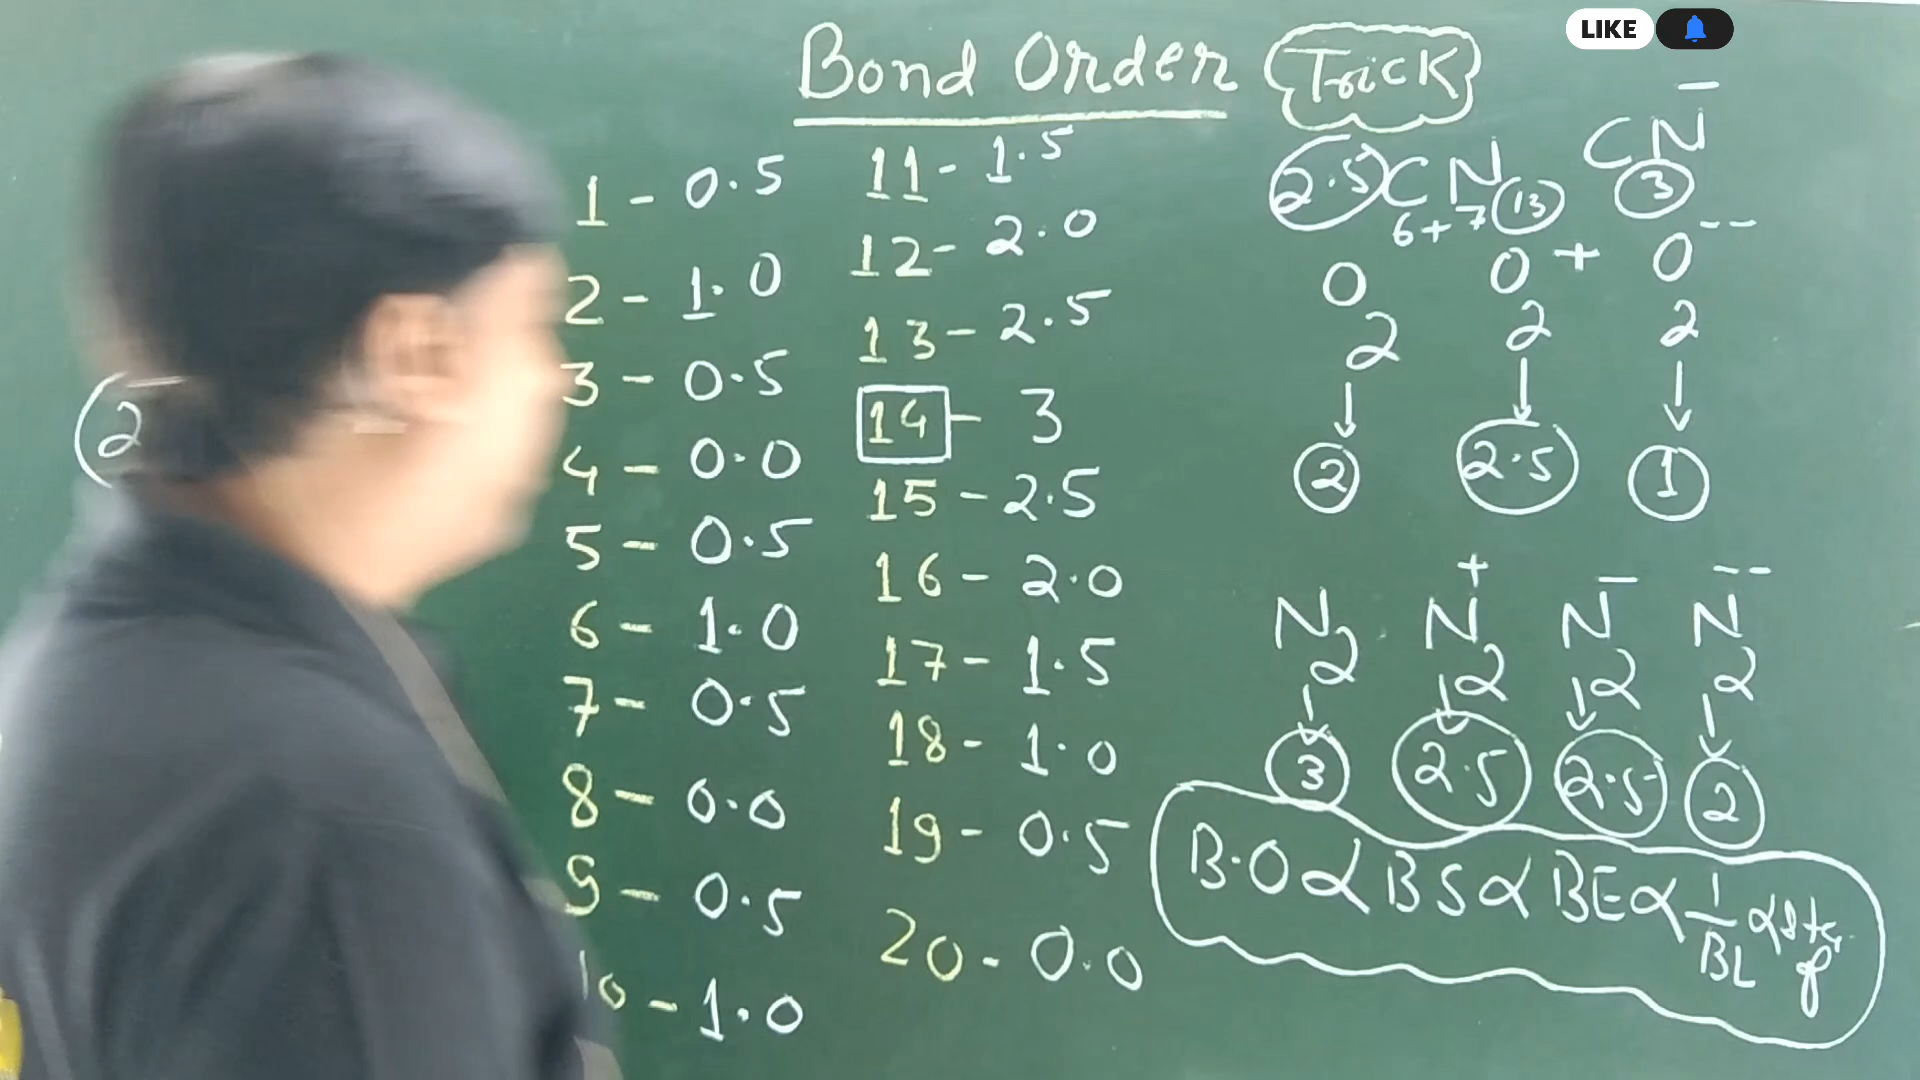 LIKE
Bond Order Trick
1 - 0.5
2 - 1.0
3 - 0.5
4 - 0.0
5 - 0.5
6 - 1.0
7 - 0.5
8 - 0.0
9 - 0.5
10 - 1.0
11 - 1.5
12 - 2.0
13 - 2.5
14 - 3
15 - 2.5
16 - 2.0
17 - 1.5
18 - 1.0
19 - 0.5
20 - 0.0
2.5 CN 13 CN⁻
6+7 3
O₂ O₂⁺ O₂⁻⁻
↓ ↓ ↓
2 2.5 1
N₂ N₂⁺ N₂⁻ N₂⁻⁻
↓ ↓ ↓ ↓
3 2.5 2.5 2
B.O α BS α BE α 1/BL α
2